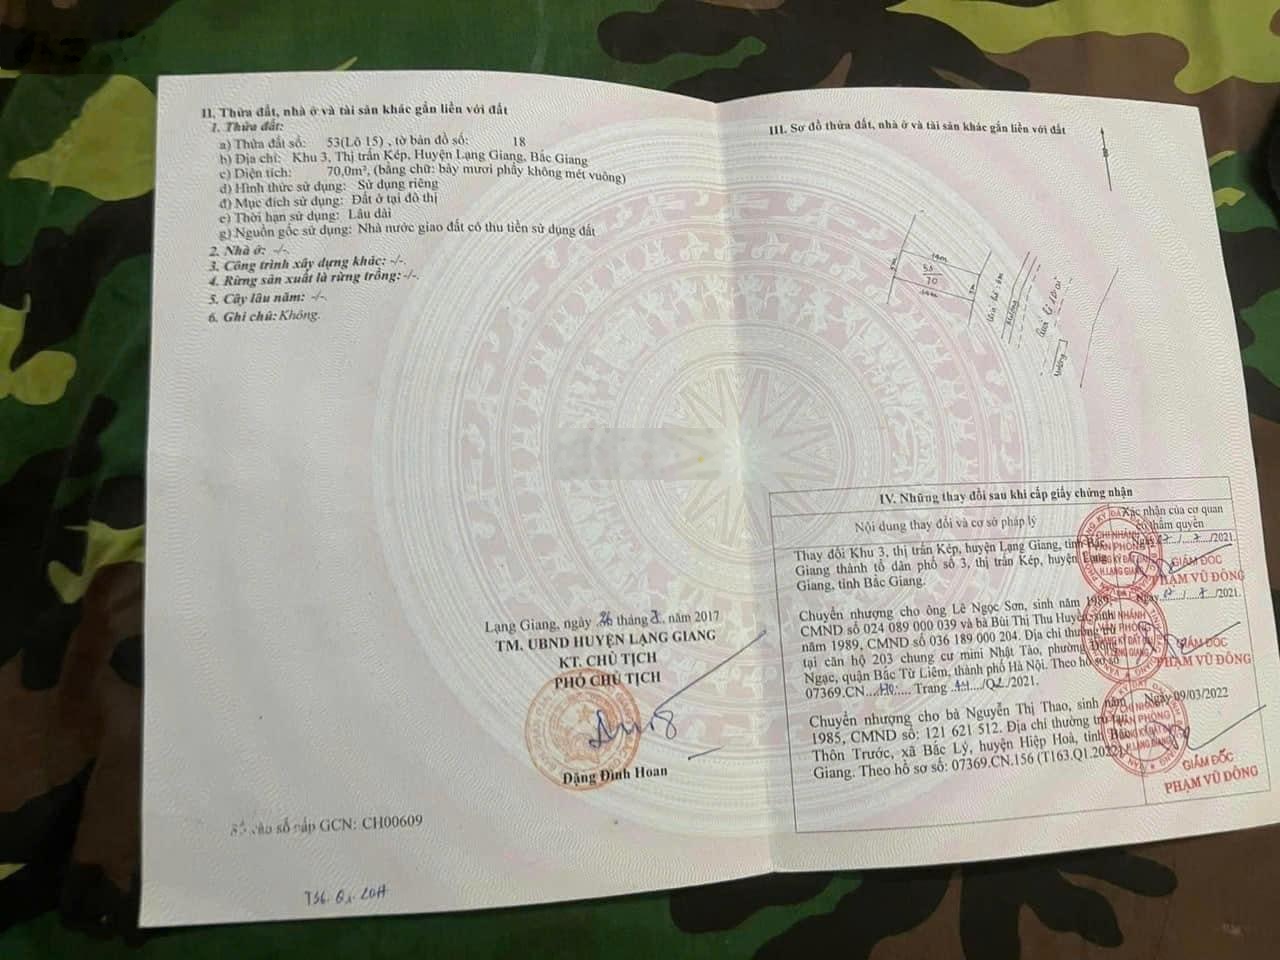 II. Thửa đất, nhà ở và tài sản khác gắn liền với đất
1. Thửa đất:
a) Thửa đất số: 53(Lô 15) , tờ bản đồ số: 18
b) Địa chỉ: Khu 3, Thị trấn Kép, Huyện Lạng Giang, Bắc Giang
c) Diện tích: 70,0m², (bằng chữ: bảy mươi phẩy không mét vuông)
d) Hình thức sử dụng: Sử dụng riêng
đ) Mục đích sử dụng: Đất ở tại đô thị
e) Thời hạn sử dụng: Lâu dài
g) Nguồn gốc sử dụng: Nhà nước giao đất có thu tiền sử dụng đất
2. Nhà ở: -/-.
3. Công trình xây dựng khác: -/-.
4. Rừng sản xuất là rừng trồng: -/-.
5. Cây lâu năm: -/-.
6. Ghi chú: Không.
Lạng Giang, ngày 26 tháng 7 năm 2017
TM. UBND HUYỆN LẠNG GIANG
KT. CHỦ TỊCH
PHÓ CHỦ TỊCH
Đặng Đình Hoan
Số vào sổ cấp GCN: CH00609
III. Sơ đồ thửa đất, nhà ở và tài sản khác gắn liền với đất
B
14m
5m
53
70
5m
14m
Mương
Mương
IV. Những thay đổi sau khi cấp giấy chứng nhận
Nội dung thay đổi và cơ sở pháp lý
Xác nhận của cơ quan
có thẩm quyền
Thay đổi Khu 3, thị trấn Kép, huyện Lạng Giang, tỉnh Bắc
Giang thành tổ dân phố số 3, thị trấn Kép, huyện Lạng
Giang, tỉnh Bắc Giang.
Ngày 2021
GIÁM ĐỐC
PHẠM VŨ ĐÔNG
Chuyển nhượng cho ông Lê Ngọc Sơn, sinh năm 1989,
CMND số 024 089 000 039 và bà Bùi Thị Thu Huyền, sinh
năm 1989, CMND số 036 189 000 204. Địa chỉ thường trú
tại căn hộ 203 chung cư mini Nhật Tảo, phường Đông
Ngạc, quận Bắc Từ Liêm, thành phố Hà Nội. Theo hồ sơ số
07369.CN Trang /Q2/2021.
Ngày 2021.
GIÁM ĐỐC
PHẠM VŨ ĐÔNG
Chuyển nhượng cho bà Nguyễn Thị Thao, sinh năm
1985, CMND số: 121 621 512. Địa chỉ thường trú tại
Thôn Trước, xã Bắc Lý, huyện Hiệp Hoà, tỉnh Bắc
Giang. Theo hồ sơ số: 07369.CN.156 (T163.Q1.2022).
Ngày 09/03/2022
GIÁM ĐỐC
PHẠM VŨ ĐÔNG